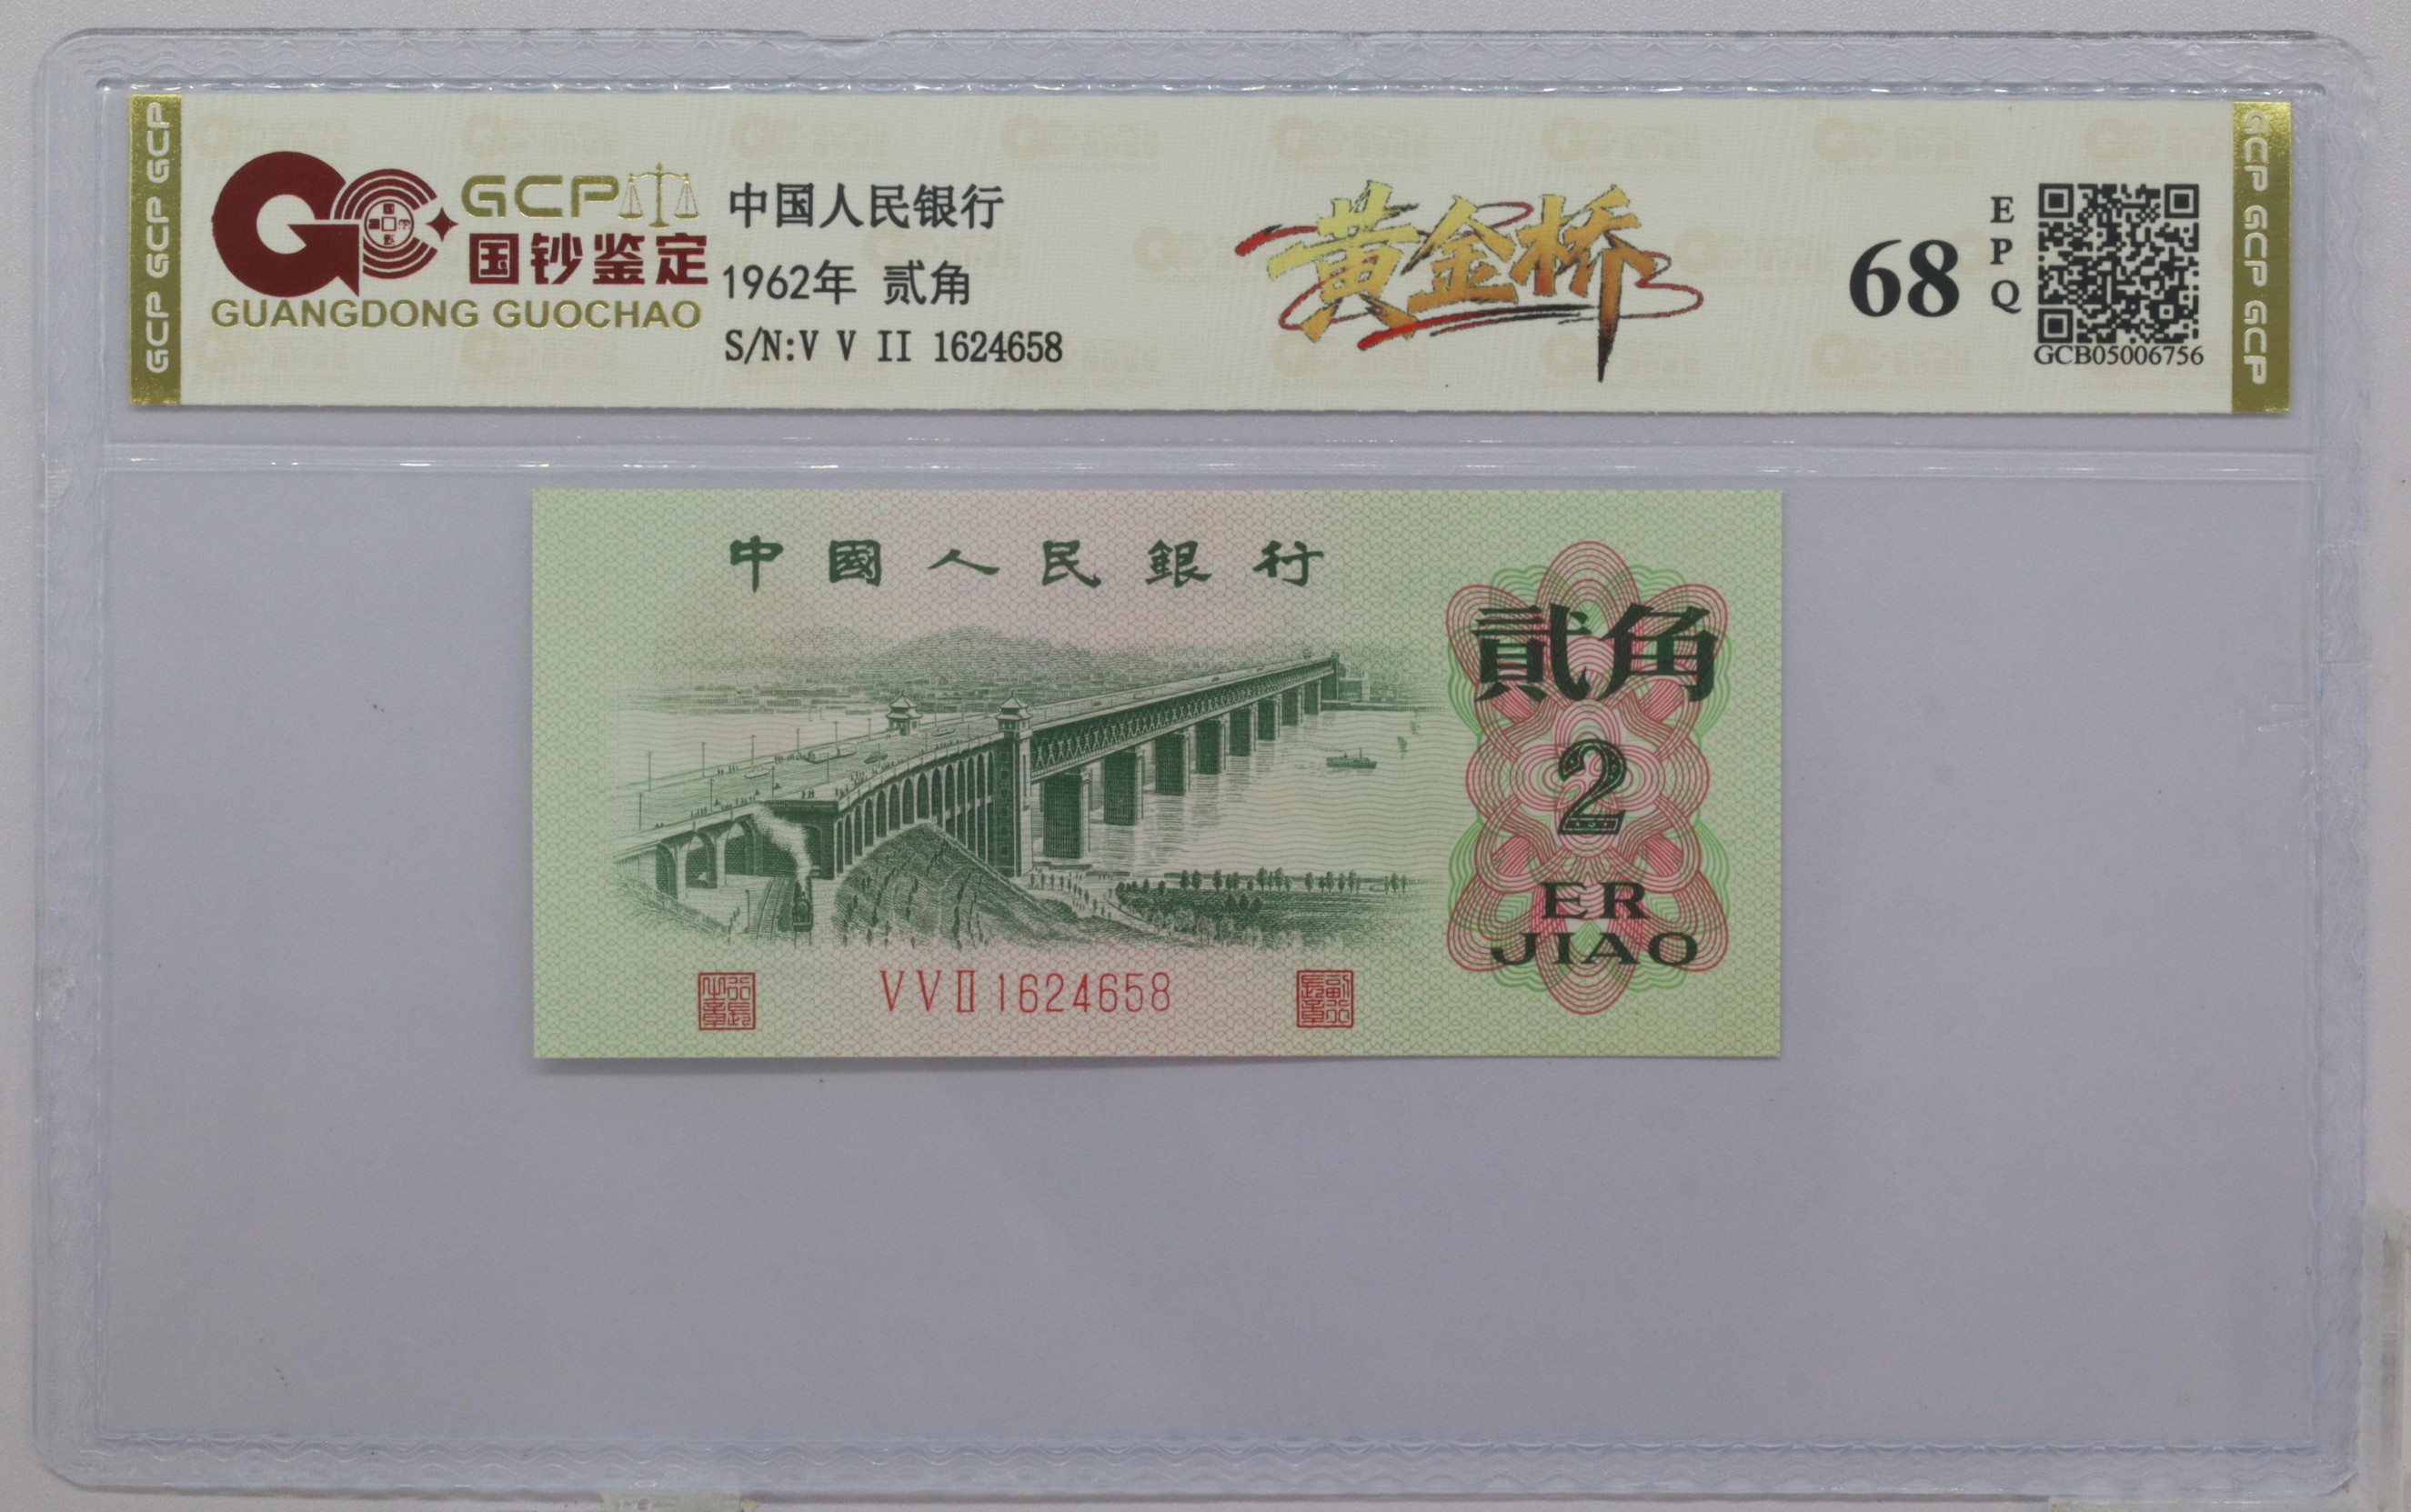 GCP GCP GCP
GCP
国钞鉴定
GUANGDONG GUOCHAO
中国人民银行
1962年 贰角
S/N:V V II 1624658
黄金桥
68
EPQ
GCB05006756
GCP GCP GCP
中國人民銀行
貳角
2
ER
JIAO
VVⅡ1624658